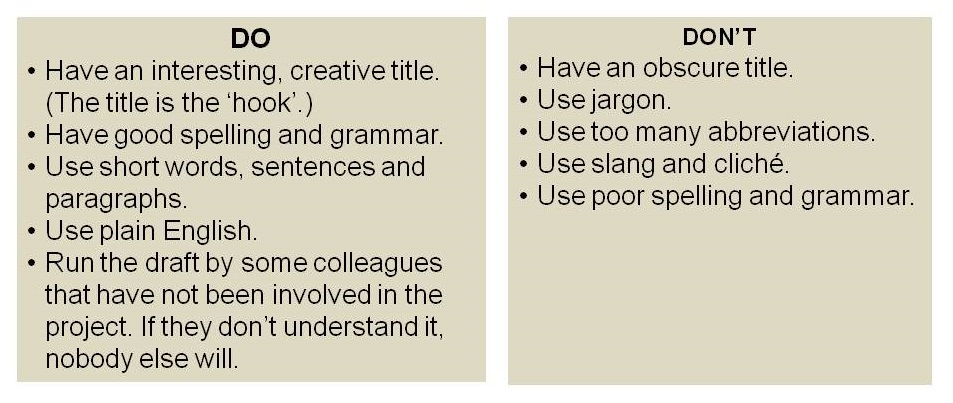 DO
• Have an interesting, creative title.
(The title is the ‘hook’.)
• Have good spelling and grammar.
• Use short words, sentences and
paragraphs.
• Use plain English.
• Run the draft by some colleagues
that have not been involved in the
project. If they don’t understand it,
nobody else will.
DON’T
• Have an obscure title.
• Use jargon.
• Use too many abbreviations.
• Use slang and cliché.
• Use poor spelling and grammar.